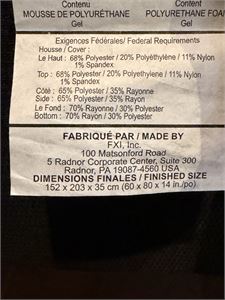 Contenu Content
MOUSSE DE POLYURÉTHANE POLYURETHANE FOAM
Gel Gel
Exigences Fédérales/ Federal Requirements
Housse / Cover :
Le Haut : 68% Polyester / 20% Polyéthylène / 11% Nylon
1% Spandex
Top : 68% Polyester / 20% Polyethylene / 11% Nylon
1% Spandex
Côté : 65% Polyester / 35% Rayonne
Side : 65% Polyester / 35% Rayon
Le Fond : 70% Rayonne / 30% Polyester
Bottom : 70% Rayon / 30% Polyester
FABRIQUÉ PAR / MADE BY
FXI, Inc.
100 Matsonford Road
5 Radnor Corporate Center, Suite 300
Radnor, PA 19087-4560 USA
DIMENSIONS FINALES / FINISHED SIZE
152 x 203 x 35 cm (60 x 80 x 14 in./po)